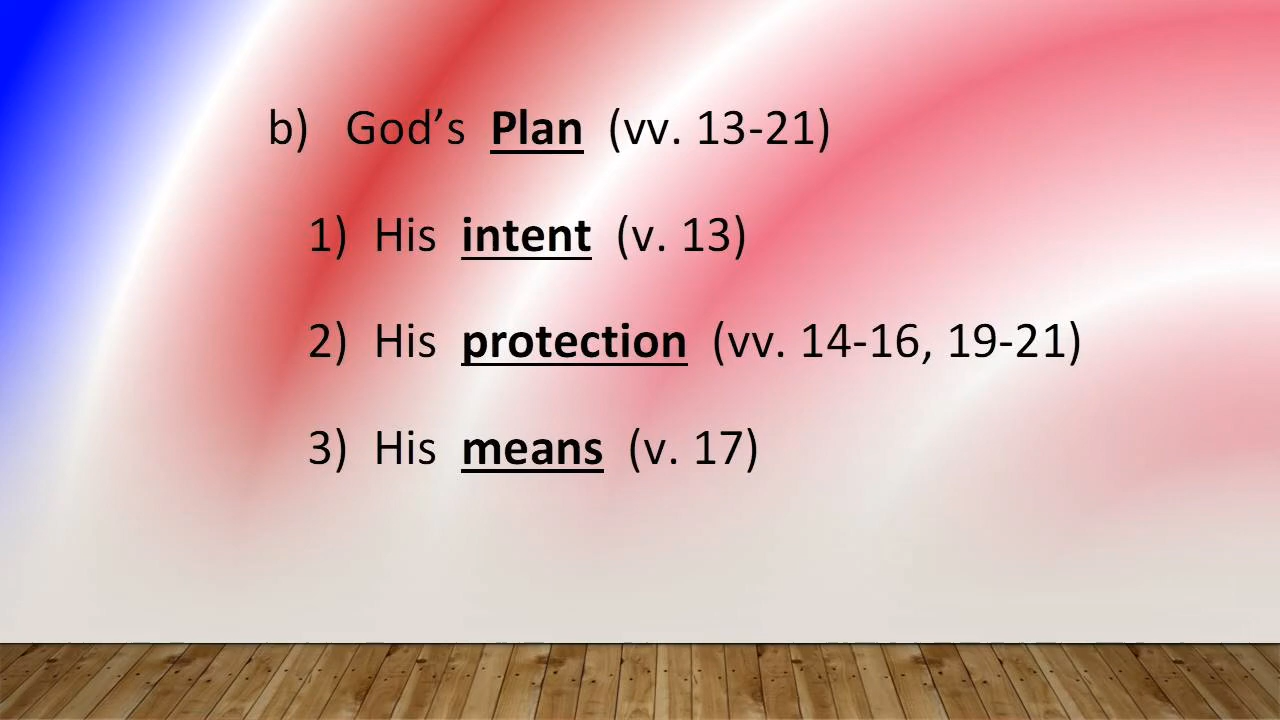 b) God’s Plan (vv. 13-21)
1) His intent (v. 13)
2) His protection (vv. 14-16, 19-21)
3) His means (v. 17)